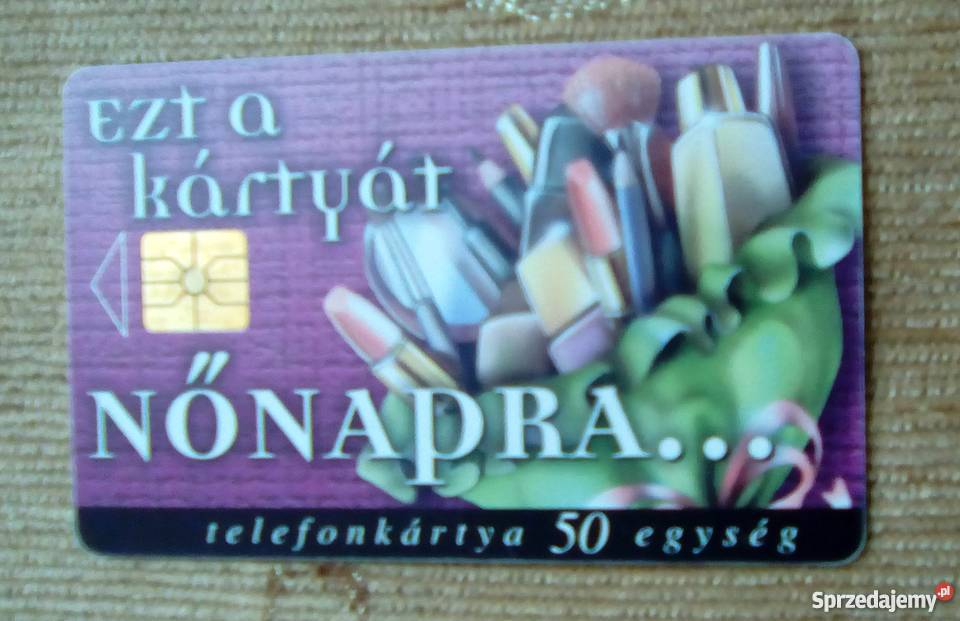 Ezt a
kártyát
NŐNAPRA...
telefonkártya 50 egység
Sprzedajemy.pl